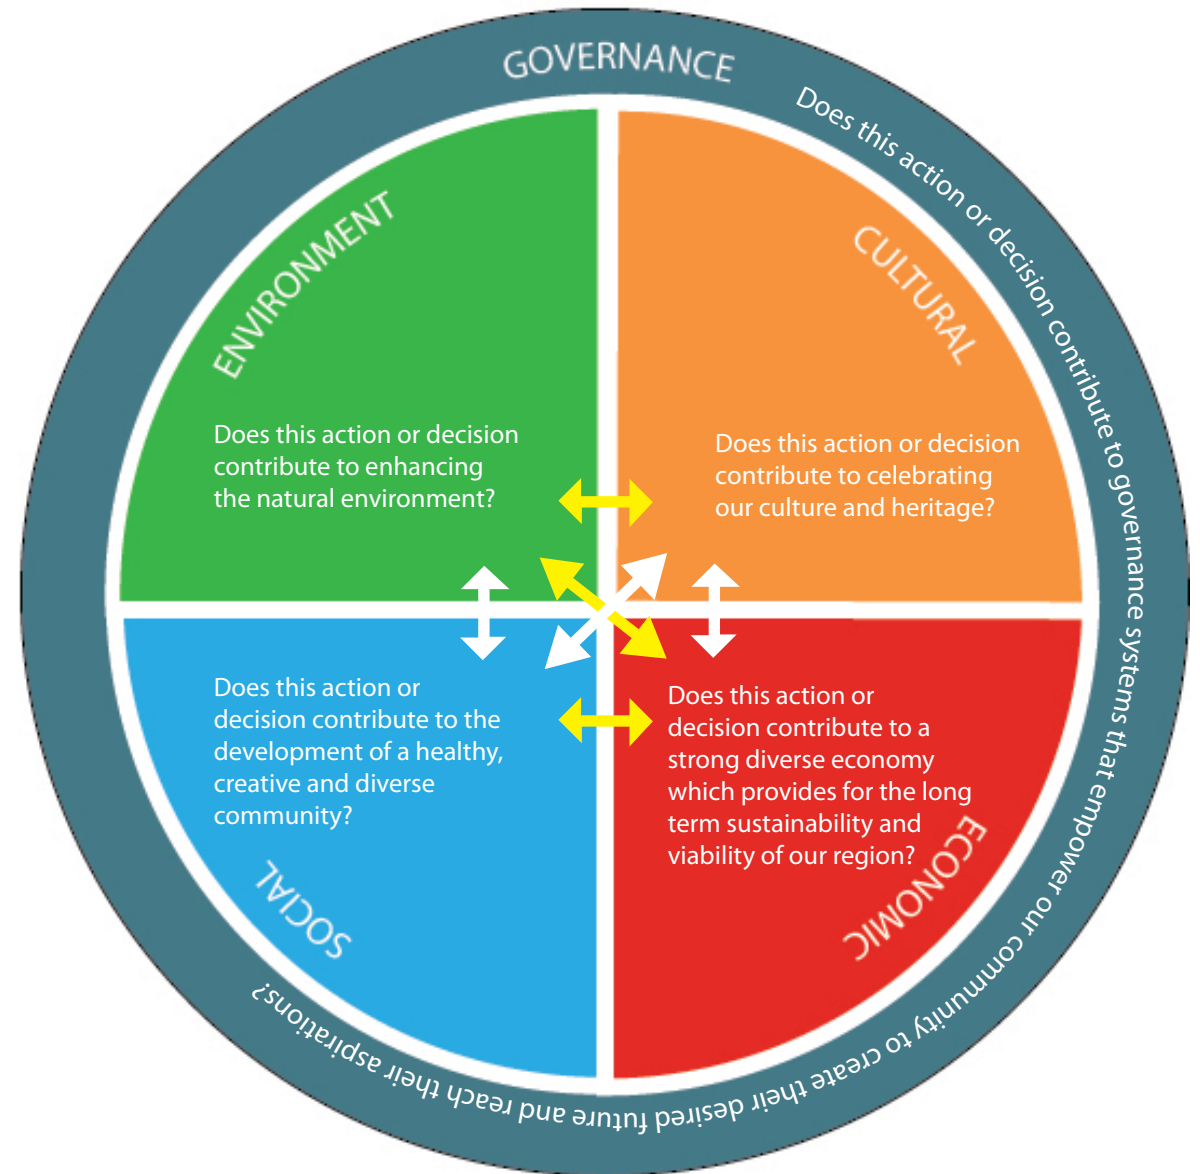 GOVERNANCE
Does this action or decision contribute to governance systems that empower our community to create their desired future and reach their aspirations?
ENVIRONMENT
Does this action or decision
contribute to enhancing
the natural environment?
CULTURAL
Does this action or decision
contribute to celebrating
our culture and heritage?
Does this action or
decision contribute to the
development of a healthy,
creative and diverse
community?
SOCIAL
Does this action or
decision contribute to a
strong diverse economy
which provides for the long
term sustainability and
viability of our region?
ECONOMIC